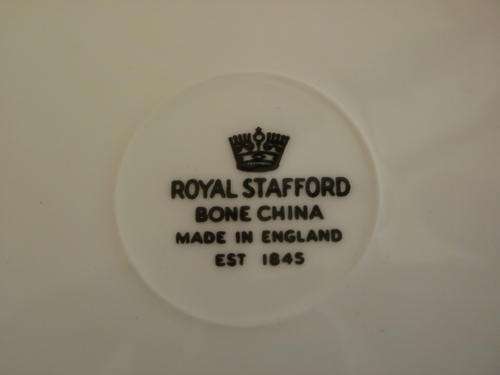 ROYAL STAFFORD
BONE CHINA
MADE IN ENGLAND
EST 1845